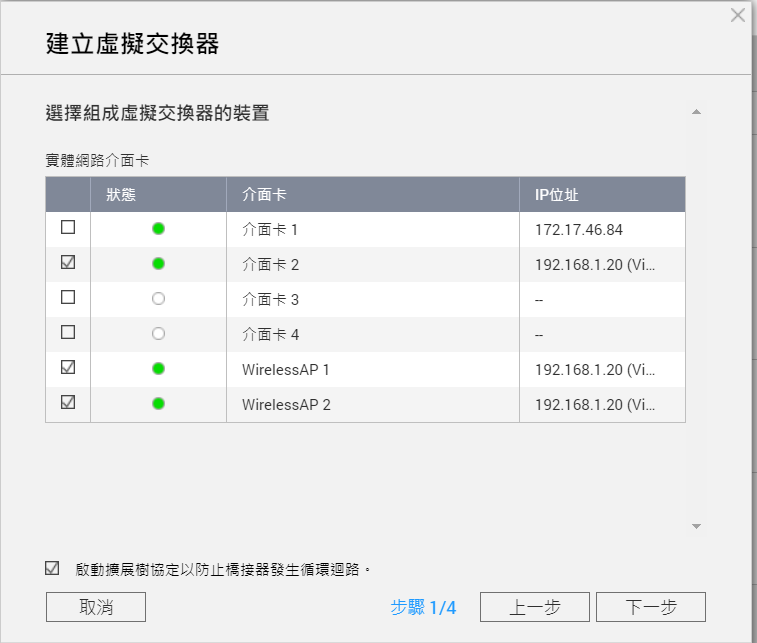 建立虛擬交換器
選擇組成虛擬交換器的裝置
實體網路介面卡
狀態 介面卡 IP位址
介面卡 1 172.17.46.84
介面卡 2 192.168.1.20 (Vi...
介面卡 3 --
介面卡 4 --
WirelessAP 1 192.168.1.20 (Vi...
WirelessAP 2 192.168.1.20 (Vi...
啟動擴展樹協定以防止橋接器發生循環迴路。
取消 步驟 1/4 上一步 下一步